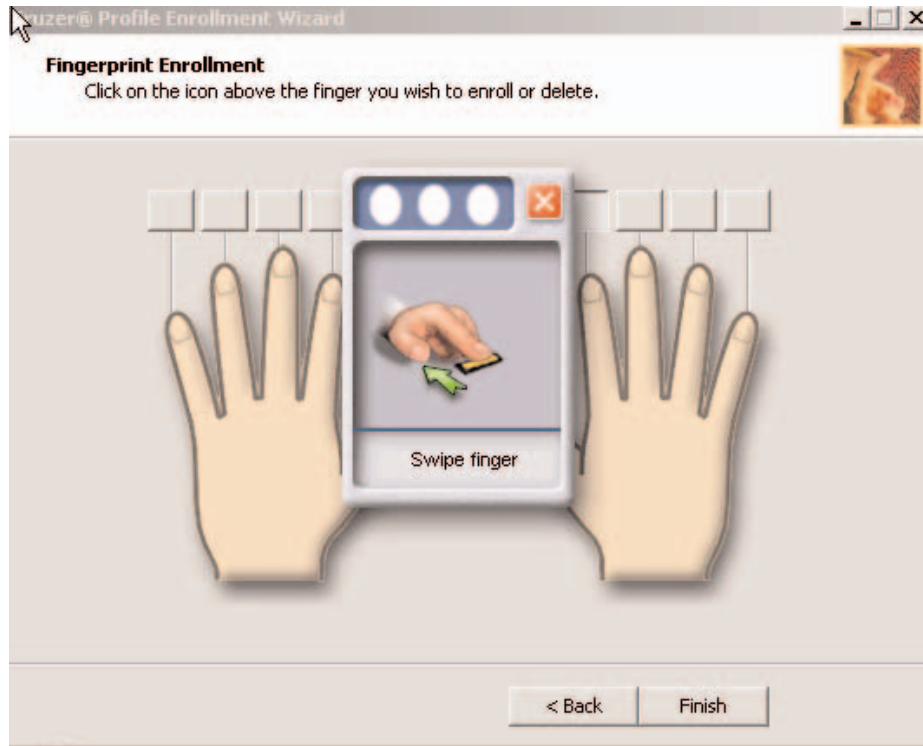 uzer® Profile Enrollment Wizard
Fingerprint Enrollment
Click on the icon above the finger you wish to enroll or delete.
Swipe finger
< Back
Finish